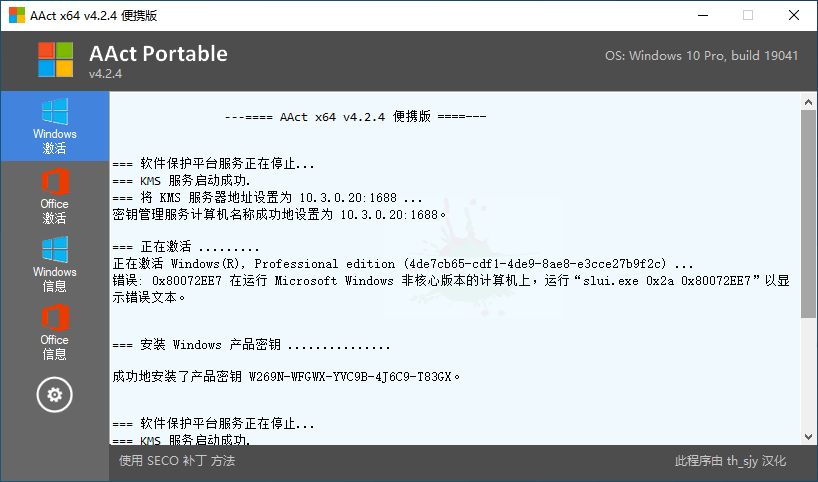 AAct x64 v4.2.4 便携版
AAct Portable
v4.2.4
OS: Windows 10 Pro, build 19041
Windows
激活
Office
激活
Windows
信息
Office
信息
---==== AAct x64 v4.2.4 便携版 ====---
=== 软件保护平台服务正在停止...
=== KMS 服务启动成功.
=== 将 KMS 服务器地址设置为 10.3.0.20:1688 ...
密钥管理服务计算机名称成功地设置为 10.3.0.20:1688。
=== 正在激活 .........
正在激活 Windows(R), Professional edition (4de7cb65-cdf1-4de9-8ae8-e3cce27b9f2c) ...
错误: 0x80072EE7 在运行 Microsoft Windows 非核心版本的计算机上，运行“slui.exe 0x2a 0x80072EE7”以显
示错误文本。
=== 安装 Windows 产品密钥 ...............
成功地安装了产品密钥 W269N-WFGWX-YVC9B-4J6C9-T83GX。
=== 软件保护平台服务正在停止...
=== KMS 服务启动成功.
使用 SECO 补丁 方法
此程序由 th_sjy 汉化